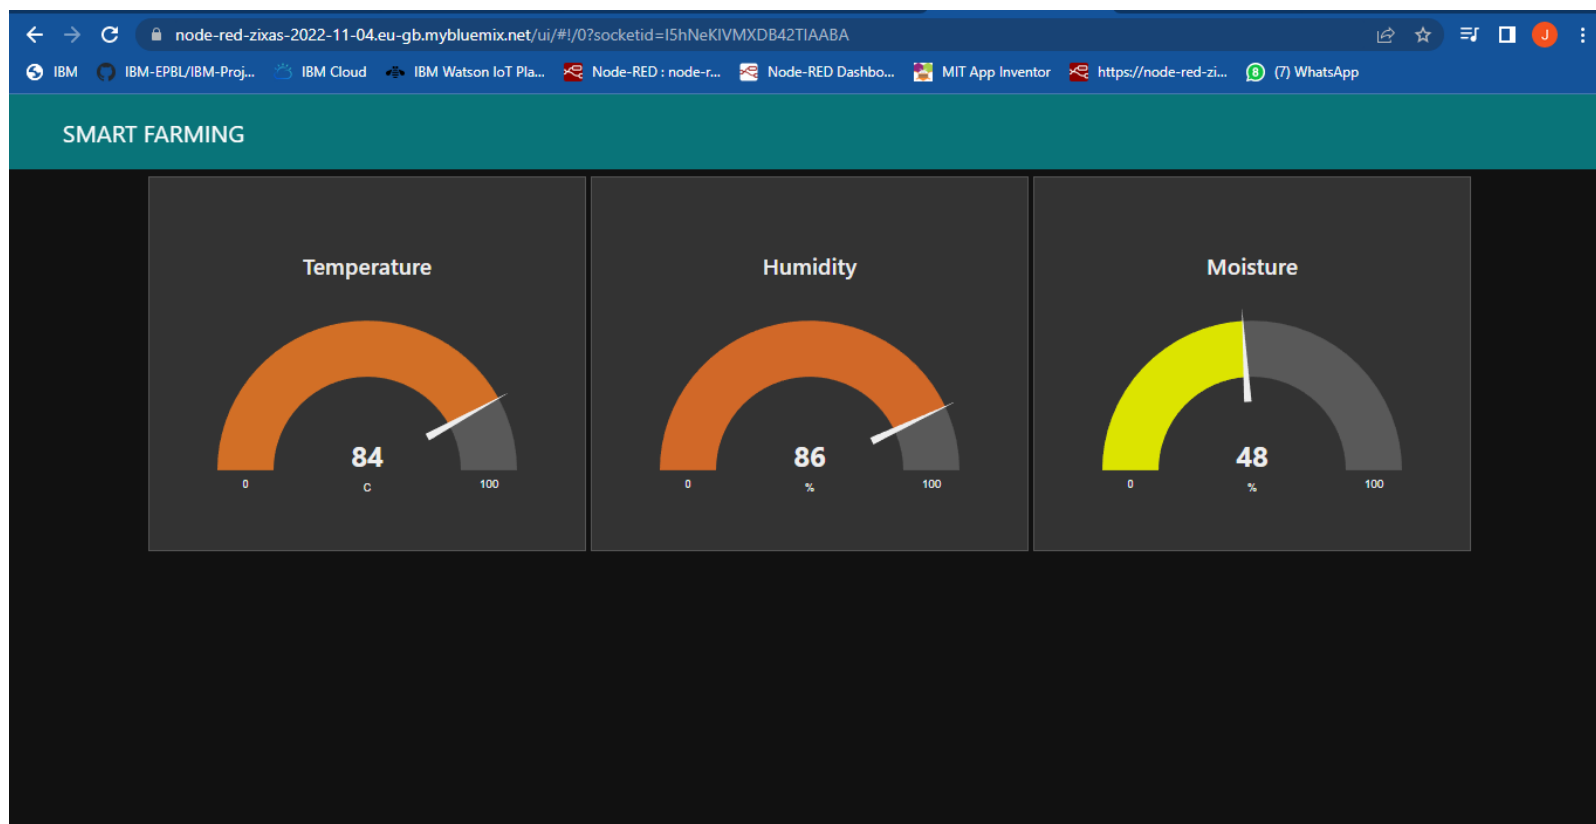 node-red-zixas-2022-11-04.eu-gb.mybluemix.net/ui/#!/0?socketid=I5hNeKIVMXDB42TIAABA
J
IBM IBM-EPBL/IBM-Proj... IBM Cloud IBM Watson IoT Pla... Node-RED : node-r... Node-RED Dashbo... MIT App Inventor https://node-red-zi... 8 (7) WhatsApp
SMART FARMING
Temperature
84
C
0
100
Humidity
86
%
0
100
Moisture
48
%
0
100